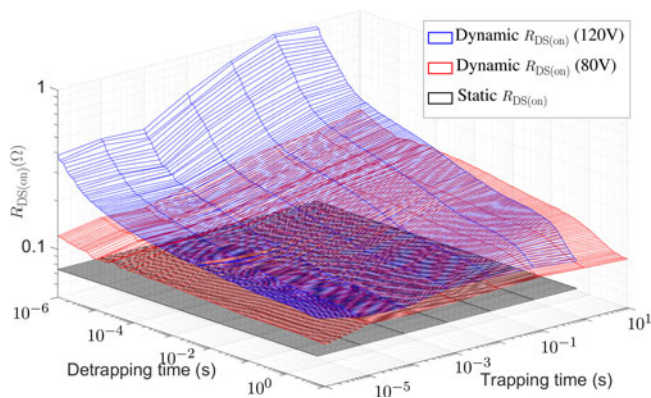 Dynamic R_DS(on) (120V)
Dynamic R_DS(on) (80V)
Static R_DS(on)
R_DS(on)(Ω)
1
0.1
10^-6
10^-4
10^-2
10^0
Detrapping time (s)
10^-5
10^-3
10^-1
10^1
Trapping time (s)